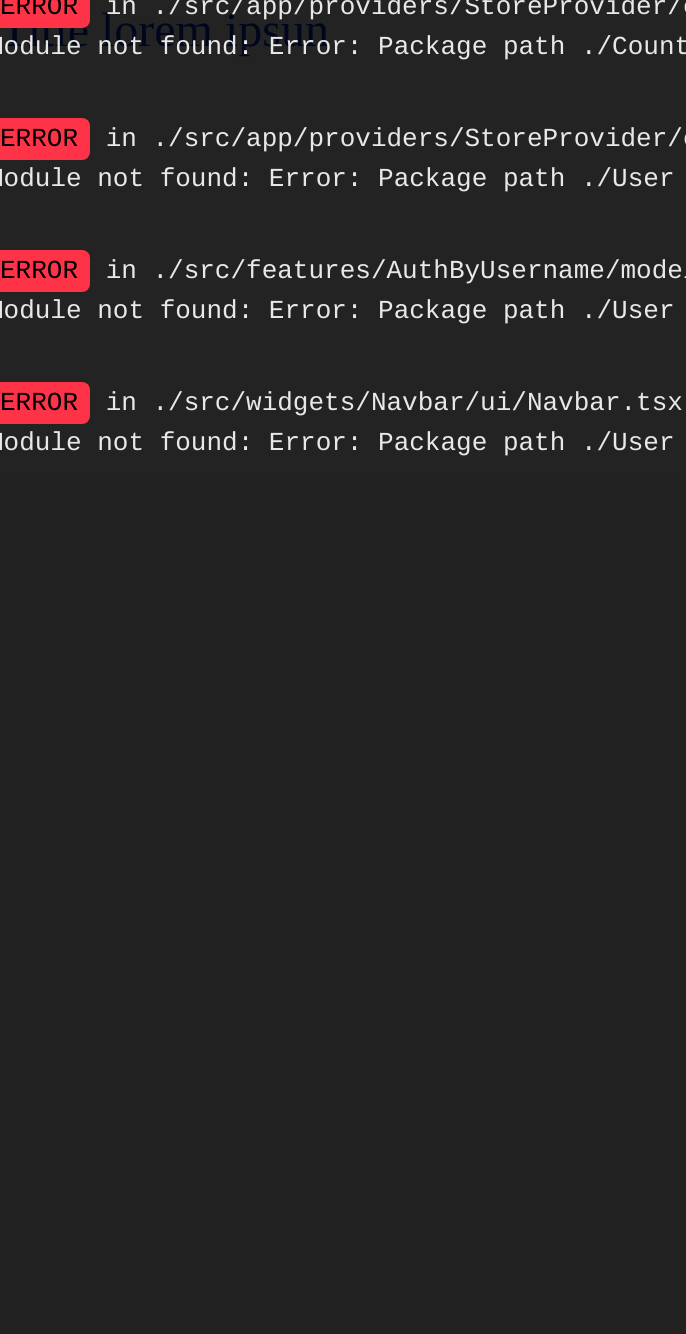 ERROR in ./src/app/providers/StoreProvider/
Title lorem ipsun
Module not found: Error: Package path ./Count
ERROR in ./src/app/providers/StoreProvider/
Module not found: Error: Package path ./User
ERROR in ./src/features/AuthByUsername/mode
Module not found: Error: Package path ./User
ERROR in ./src/widgets/Navbar/ui/Navbar.tsx
Module not found: Error: Package path ./User